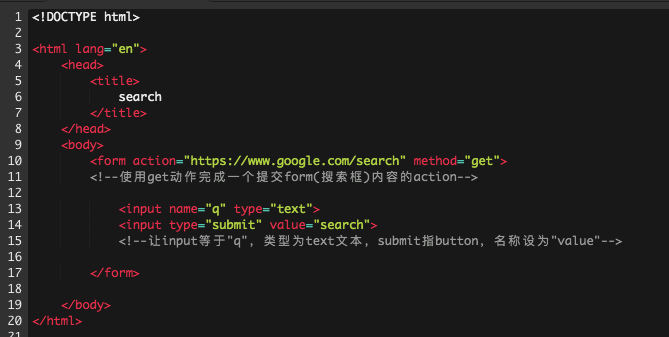 1 <!DOCTYPE html>
2
3 <html lang="en">
4 <head>
5 <title>
6 search
7 </title>
8 </head>
9 <body>
10 <form action="https://www.google.com/search" method="get">
11 <!--使用get动作完成一个提交form(搜索框)内容的action-->
12
13 <input name="q" type="text">
14 <input type="submit" value="search">
15 <!--让input等于"q", 类型为text文本, submit指button, 名称设为"value"-->
16
17 </form>
18
19 </body>
20 </html>
21